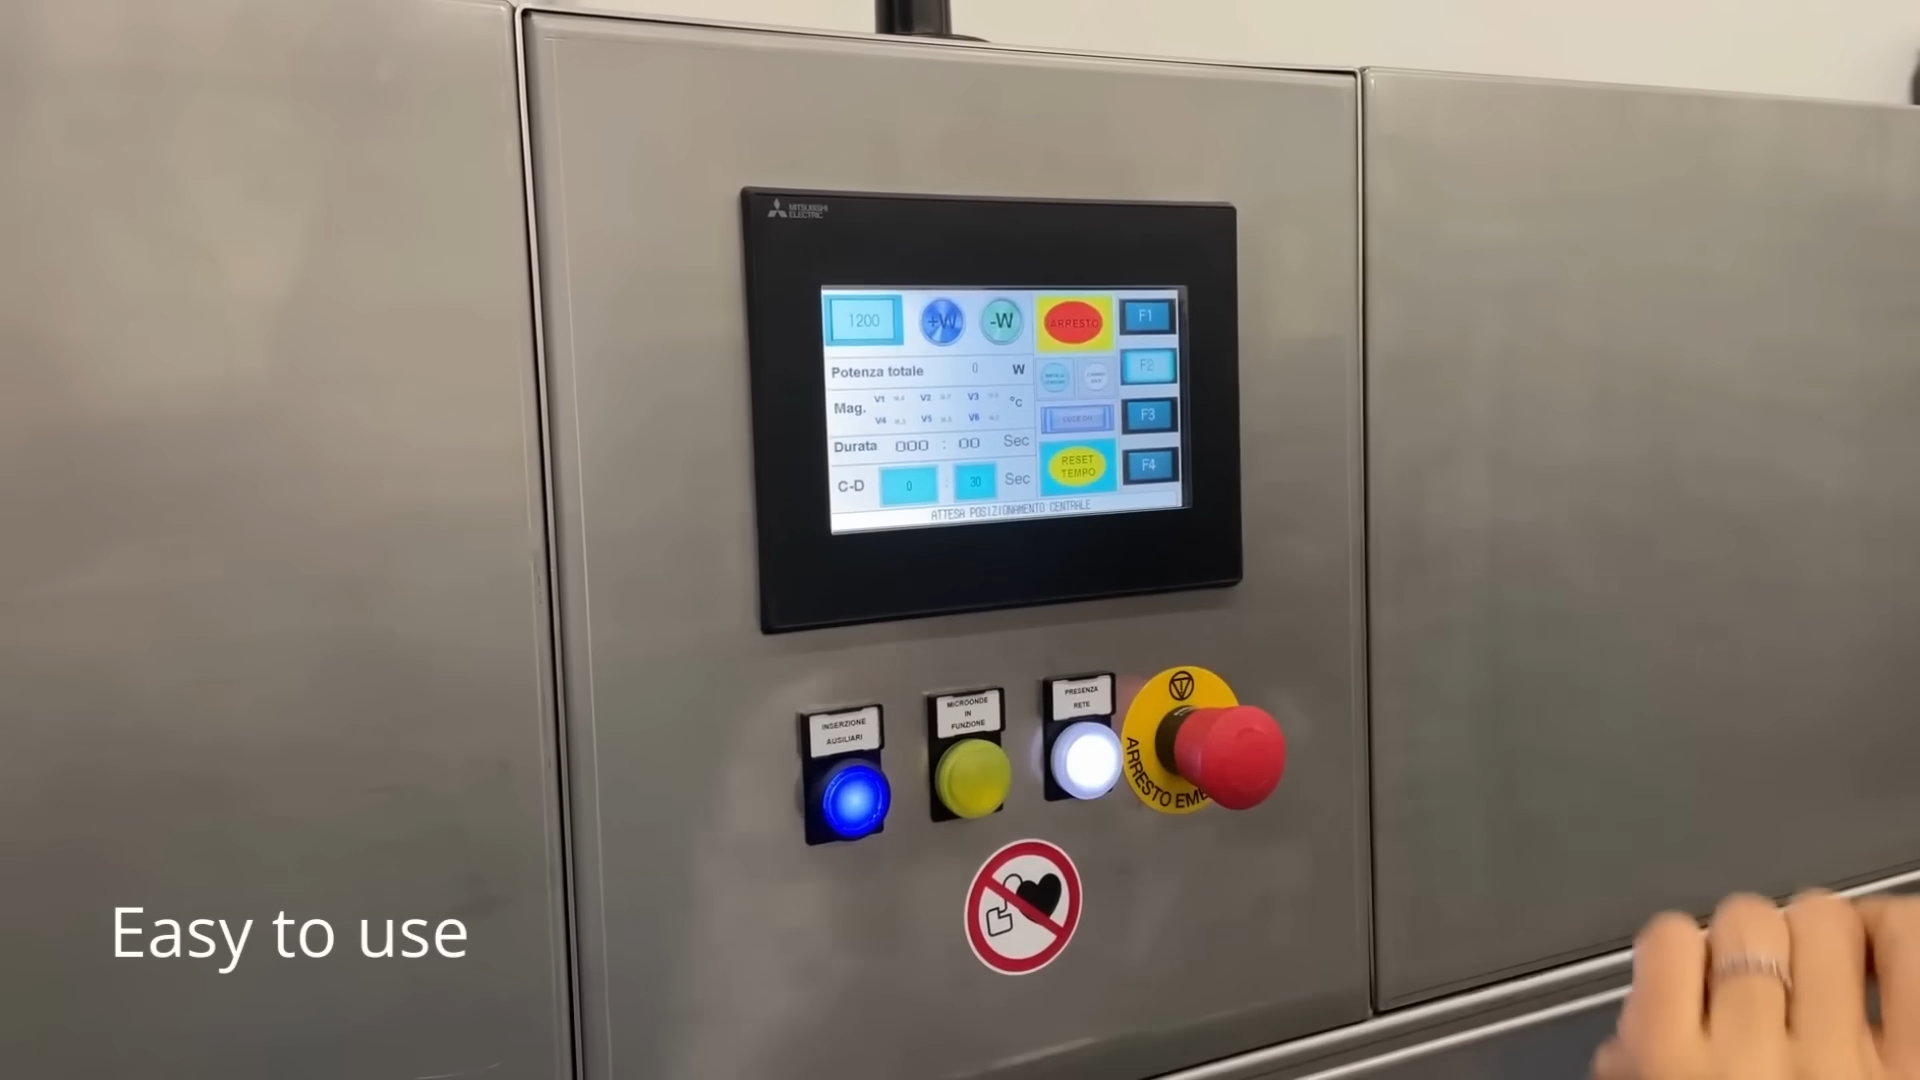 MITSUBISHI
ELECTRIC
1200
+W
-W
ARRESTO
F1
Potenza totale 0 W
F2
Mag. V1 V2 V3 °C
V4 V5 V6
F3
Durata 000 : 00 Sec
RESET
TEMPO
F4
C-D 0 : 30 Sec
ATTESA POSIZIONAMENTO CENTRALE
INSERZIONE
AUSILIARI
MICROONDE
IN
FUNZIONE
PRESENZA
RETE
ARRESTO EME
Easy to use